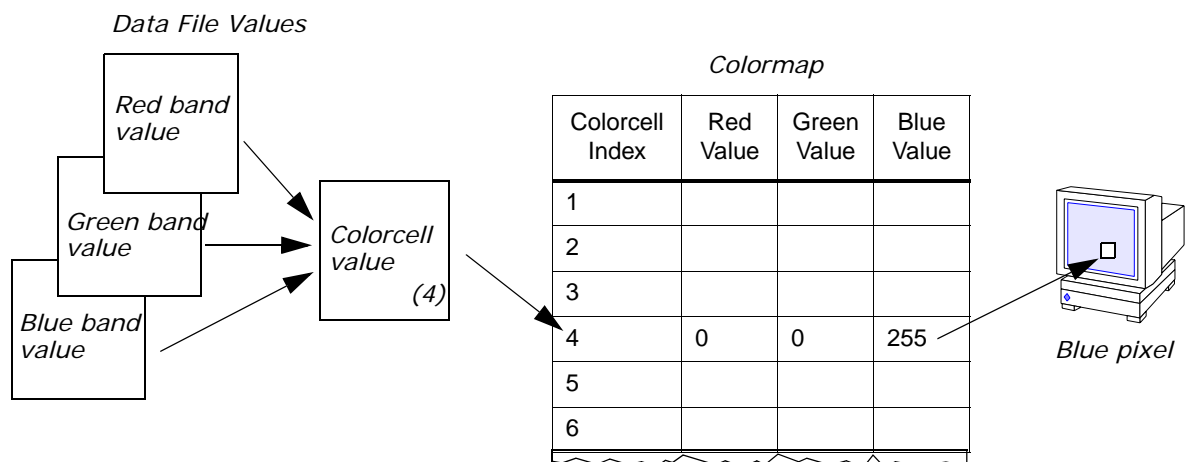 Data File Values
Red band
value
Green band
value
Blue band
value
Colorcell
value
(4)
Colormap
Colorcell Index Red Value Green Value Blue Value
1
2
3
4 0 0 255
5
6
Blue pixel